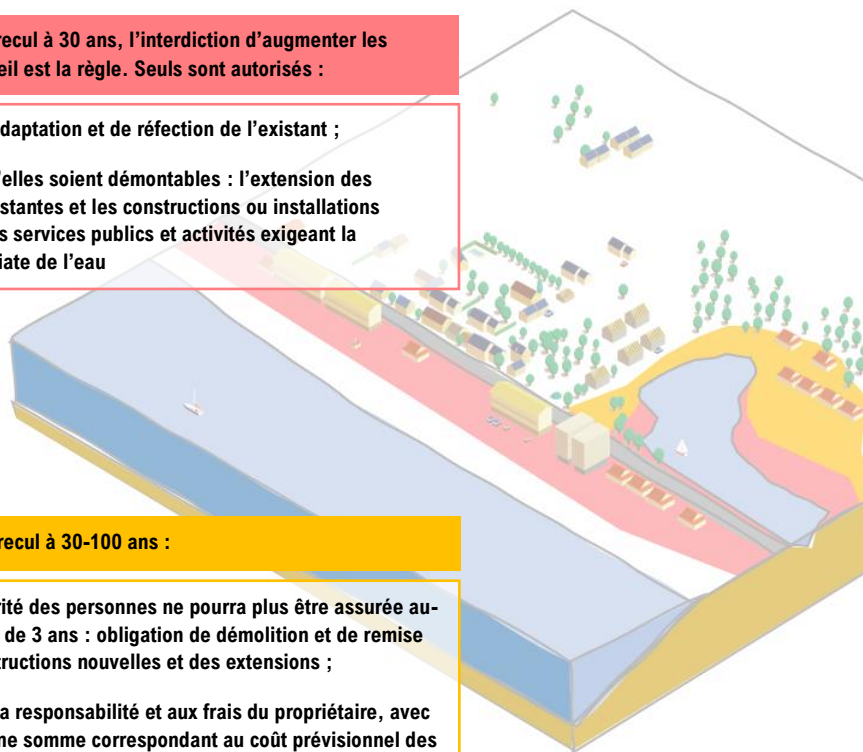 recul à 30 ans, l’interdiction d’augmenter les
eil est la règle. Seuls sont autorisés :
daptation et de réfection de l’existant ;
’elles soient démontables : l’extension des
stantes et les constructions ou installations
s services publics et activités exigeant la
iate de l’eau
recul à 30-100 ans :
rité des personnes ne pourra plus être assurée au-
de 3 ans : obligation de démolition et de remise
tructions nouvelles et des extensions ;
a responsabilité et aux frais du propriétaire, avec
ne somme correspondant au coût prévisionnel des